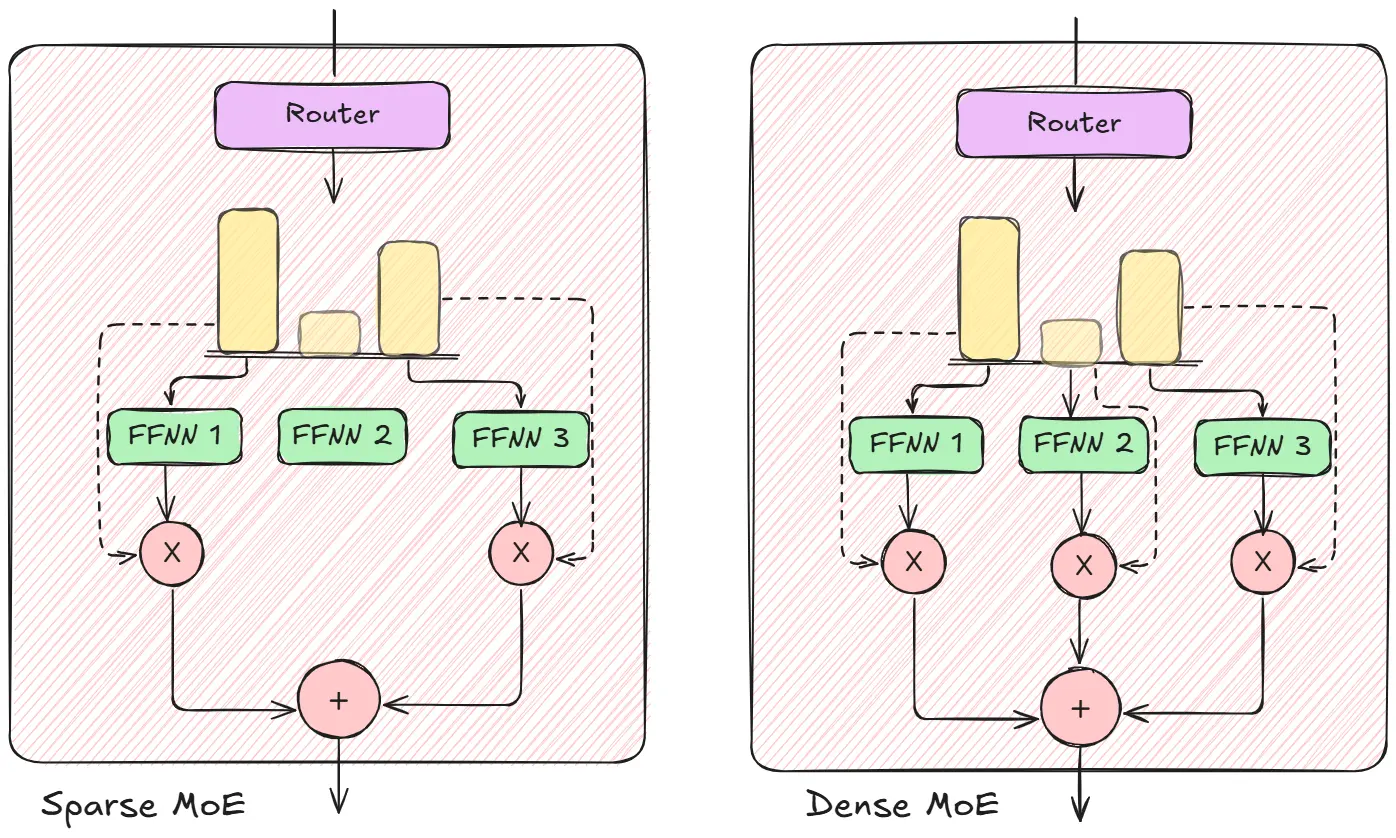 Router
FFNN 1
FFNN 2
FFNN 3
X
X
+
Sparse MoE
Router
FFNN 1
FFNN 2
FFNN 3
X
X
X
+
Dense MoE